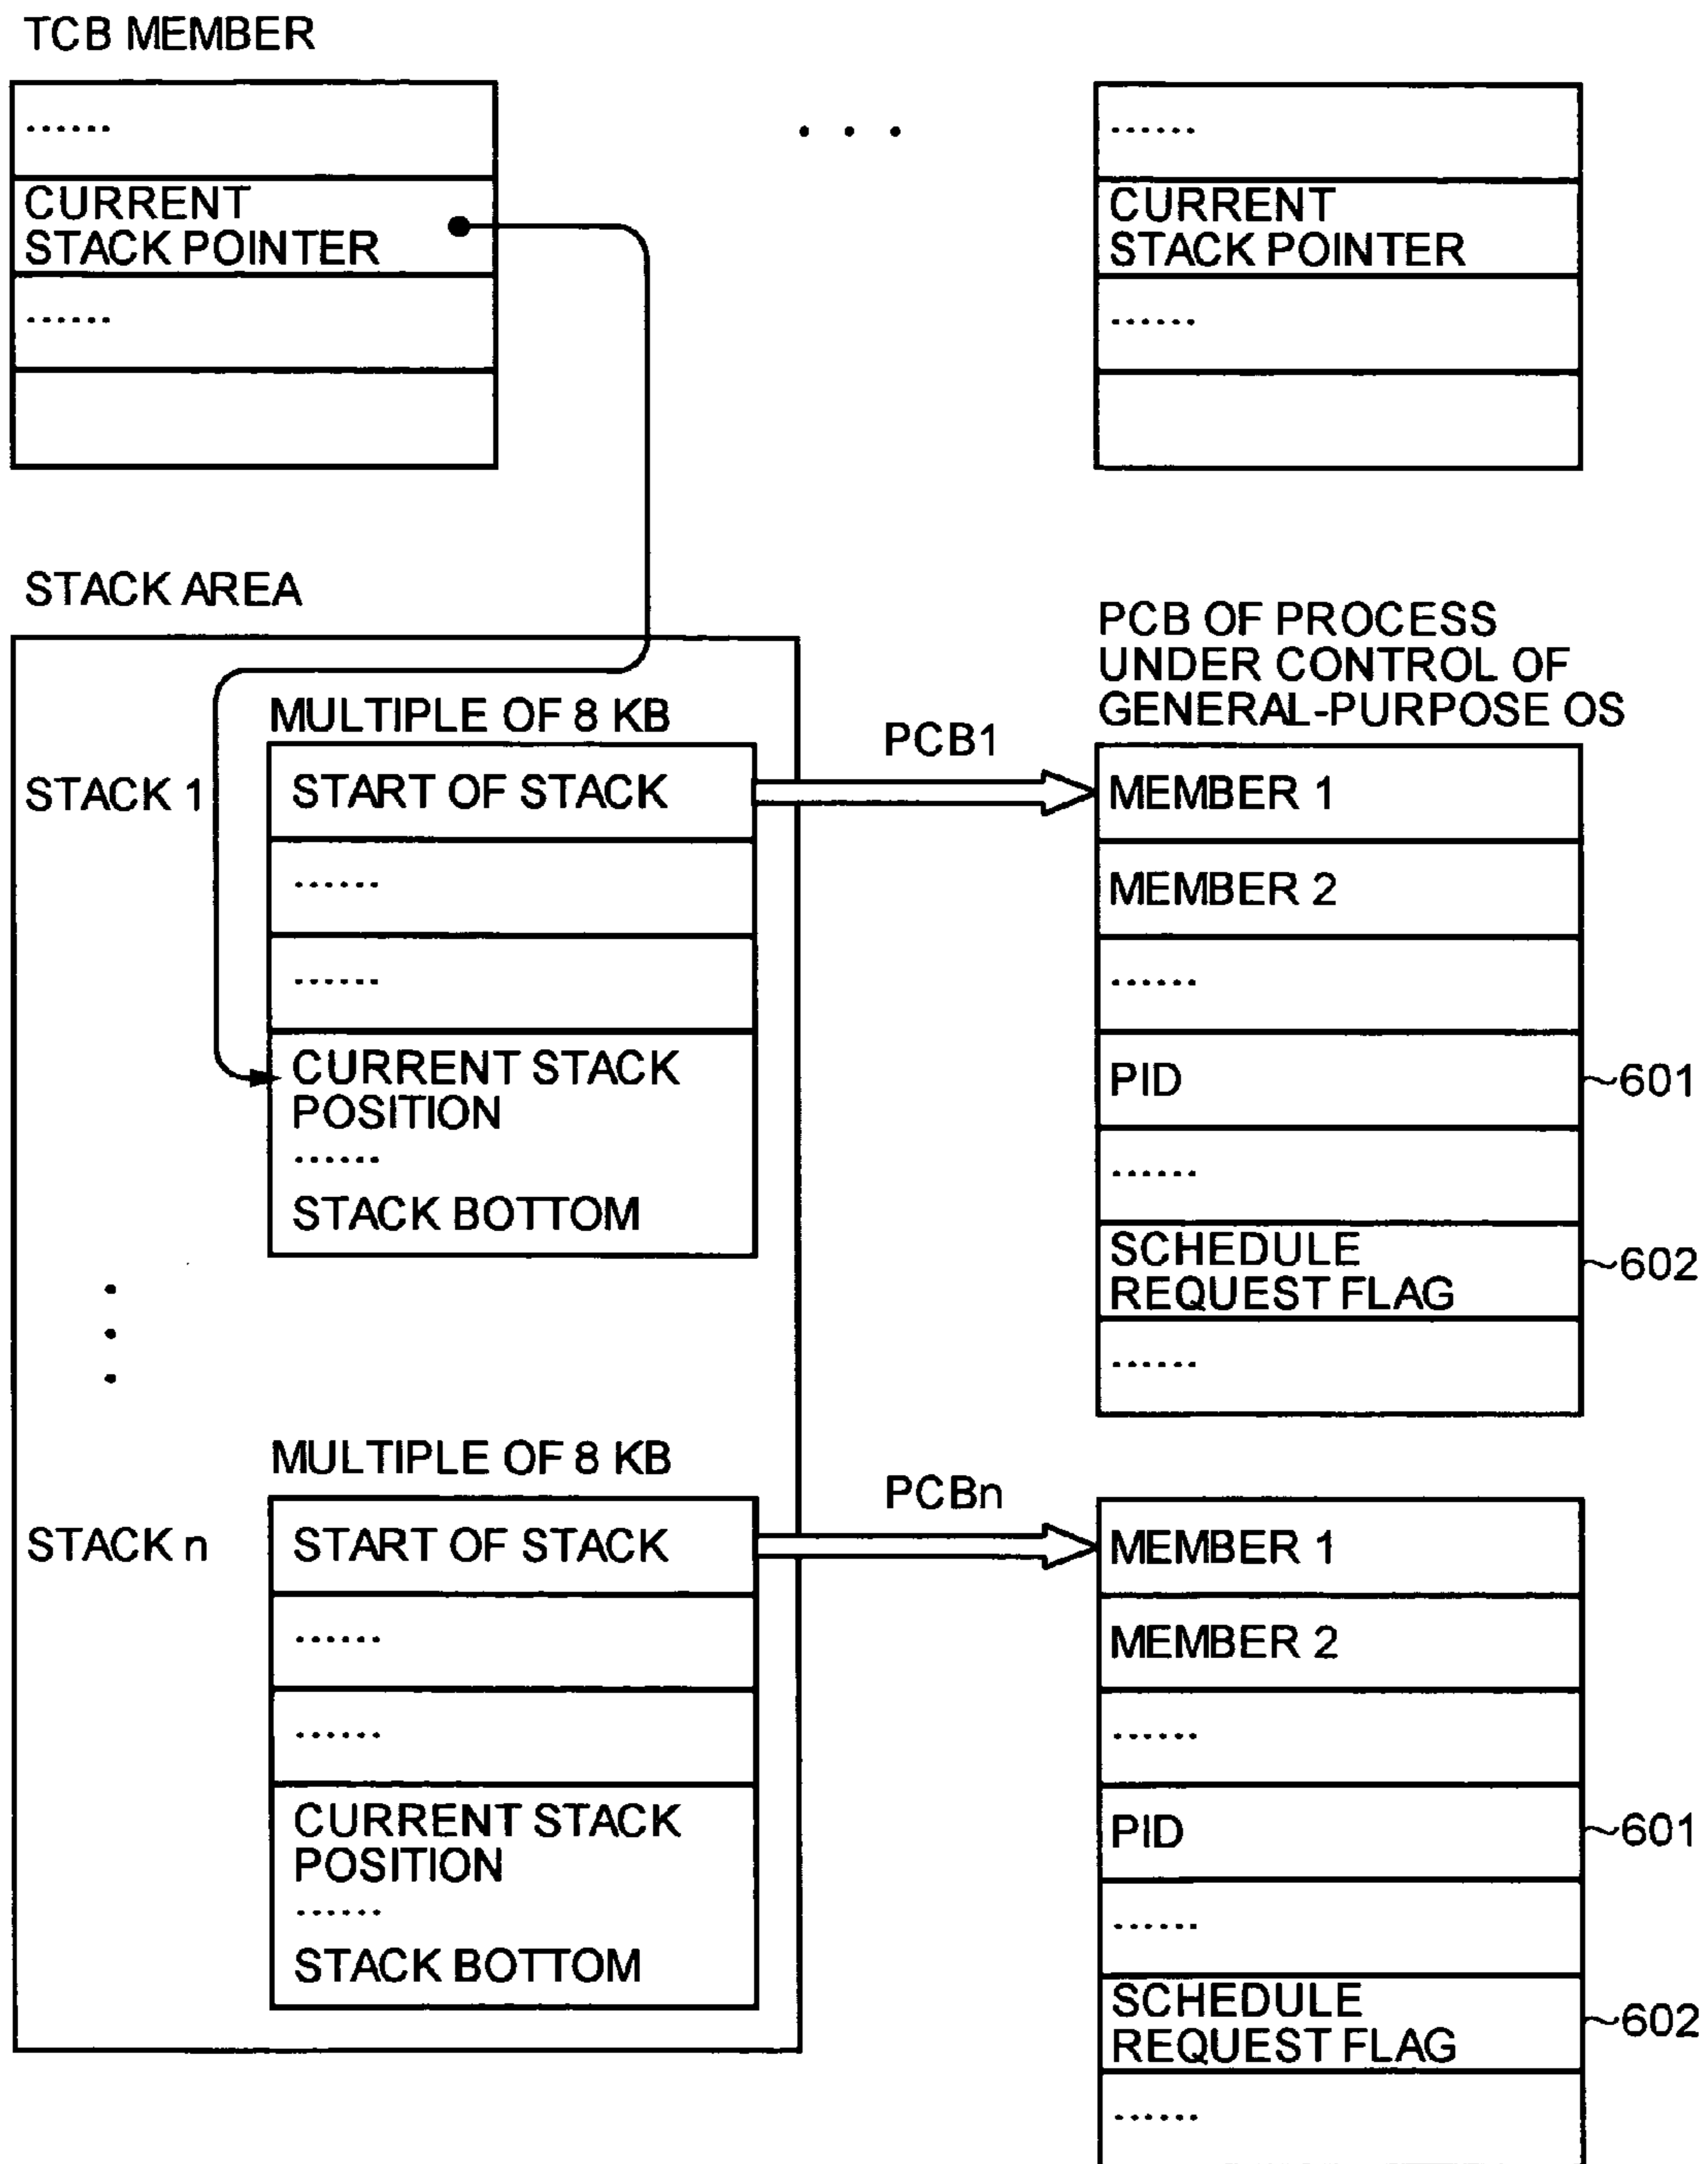 TCB MEMBER
......
CURRENT
STACK POINTER
......
. . .
......
CURRENT
STACK POINTER
......
STACK AREA
MULTIPLE OF 8 KB
STACK 1
START OF STACK
......
......
CURRENT STACK
POSITION
......
STACK BOTTOM
PCB1
PCB OF PROCESS
UNDER CONTROL OF
GENERAL-PURPOSE OS
MEMBER 1
MEMBER 2
......
PID
~601
......
SCHEDULE
REQUEST FLAG
~602
......
MULTIPLE OF 8 KB
STACK n
START OF STACK
......
......
CURRENT STACK
POSITION
......
STACK BOTTOM
PCBn
MEMBER 1
MEMBER 2
......
PID
~601
......
SCHEDULE
REQUEST FLAG
~602
......